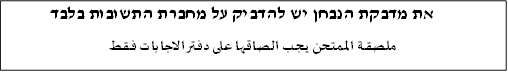 את מדבקת הנבחן יש להדביק על מחברת התשובות בלבד
ملصقة الممتحن يجب الصاقها على دفتر الاجابات فقط